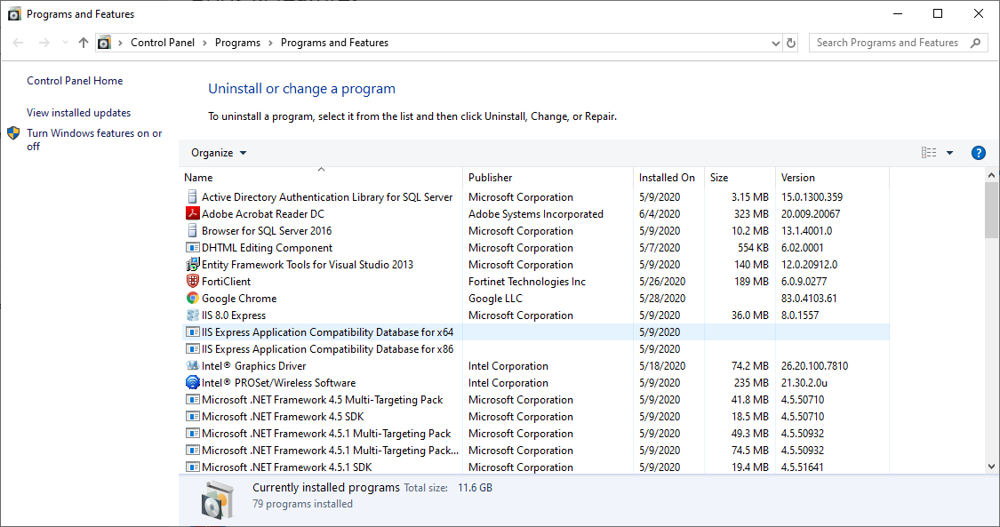 Programs and Features
Control Panel > Programs > Programs and Features
Search Programs and Features
Control Panel Home
View installed updates
Turn Windows features on or
off
Uninstall or change a program
To uninstall a program, select it from the list and then click Uninstall, Change, or Repair.
Organize
?
Name Publisher Installed On Size Version
Active Directory Authentication Library for SQL Server Microsoft Corporation 5/9/2020 3.15 MB 15.0.1300.359
Adobe Acrobat Reader DC Adobe Systems Incorporated 6/4/2020 323 MB 20.009.20067
Browser for SQL Server 2016 Microsoft Corporation 5/9/2020 10.2 MB 13.1.4001.0
DHTML Editing Component Microsoft Corporation 5/7/2020 554 KB 6.02.0001
Entity Framework Tools for Visual Studio 2013 Microsoft Corporation 5/9/2020 140 MB 12.0.20912.0
FortiClient Fortinet Technologies Inc 5/26/2020 189 MB 6.0.9.0277
Google Chrome Google LLC 5/28/2020 83.0.4103.61
IIS 8.0 Express Microsoft Corporation 5/9/2020 36.0 MB 8.0.1557
IIS Express Application Compatibility Database for x64 5/9/2020
IIS Express Application Compatibility Database for x86 5/9/2020
Intel® Graphics Driver Intel Corporation 5/18/2020 74.2 MB 26.20.100.7810
Intel® PROSet/Wireless Software Intel Corporation 5/9/2020 235 MB 21.30.2.0u
Microsoft .NET Framework 4.5 Multi-Targeting Pack Microsoft Corporation 5/9/2020 41.8 MB 4.5.50710
Microsoft .NET Framework 4.5 SDK Microsoft Corporation 5/9/2020 18.5 MB 4.5.50710
Microsoft .NET Framework 4.5.1 Multi-Targeting Pack Microsoft Corporation 5/9/2020 49.3 MB 4.5.50932
Microsoft .NET Framework 4.5.1 Multi-Targeting Pack... Microsoft Corporation 5/9/2020 74.5 MB 4.5.50932
Microsoft .NET Framework 4.5.1 SDK Microsoft Corporation 5/9/2020 19.4 MB 4.5.51641
Currently installed programs Total size: 11.6 GB
79 programs installed